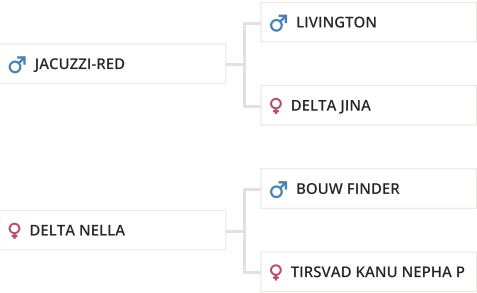 LIVINGTON
JACUZZI-RED
DELTA JINA
BOUW FINDER
DELTA NELLA
TIRSVAD KANU NEPHA P